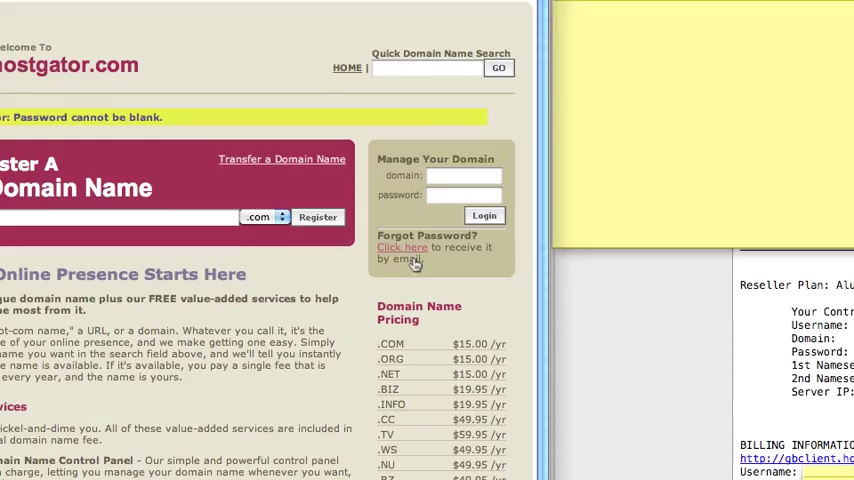 elcome To
ostgator.com
Quick Domain Name Search
HOME |
GO
or: Password cannot be blank.
ster A
Domain Name
Transfer a Domain Name
.com
Register
Manage Your Domain
domain:
password:
Login
Forgot Password?
Click here to receive it
by email.
Online Presence Starts Here
que domain name plus our FREE value-added services to help
he most from it.
ot-com name," a URL, or a domain. Whatever you call it, it's the
e of your online presence, and we make getting one easy. Simply
name you want in the search field above, and we'll tell you instantly
e name is available. If it's available, you pay a single fee that is
every year, and the name is yours.
vices
nickel-and-dime you. All of these value-added services are included in
al domain name fee.
main Name Control Panel - Our simple and powerful control panel
n charge, letting you manage your domain name whenever you want,
Domain Name
Pricing
.COM $15.00 /yr
.ORG $15.00 /yr
.NET $15.00 /yr
.BIZ $19.95 /yr
.INFO $19.95 /yr
.CC $49.95 /yr
.TV $59.95 /yr
.WS $49.95 /yr
.NU $49.95 /yr
.BZ $49.95 /yr
Reseller Plan: Alu
Your Contr
Username:
Domain:
Password:
1st Namese
2nd Namese
Server IP:
BILLING INFORMATIO
http://gbclient.ho
Username: